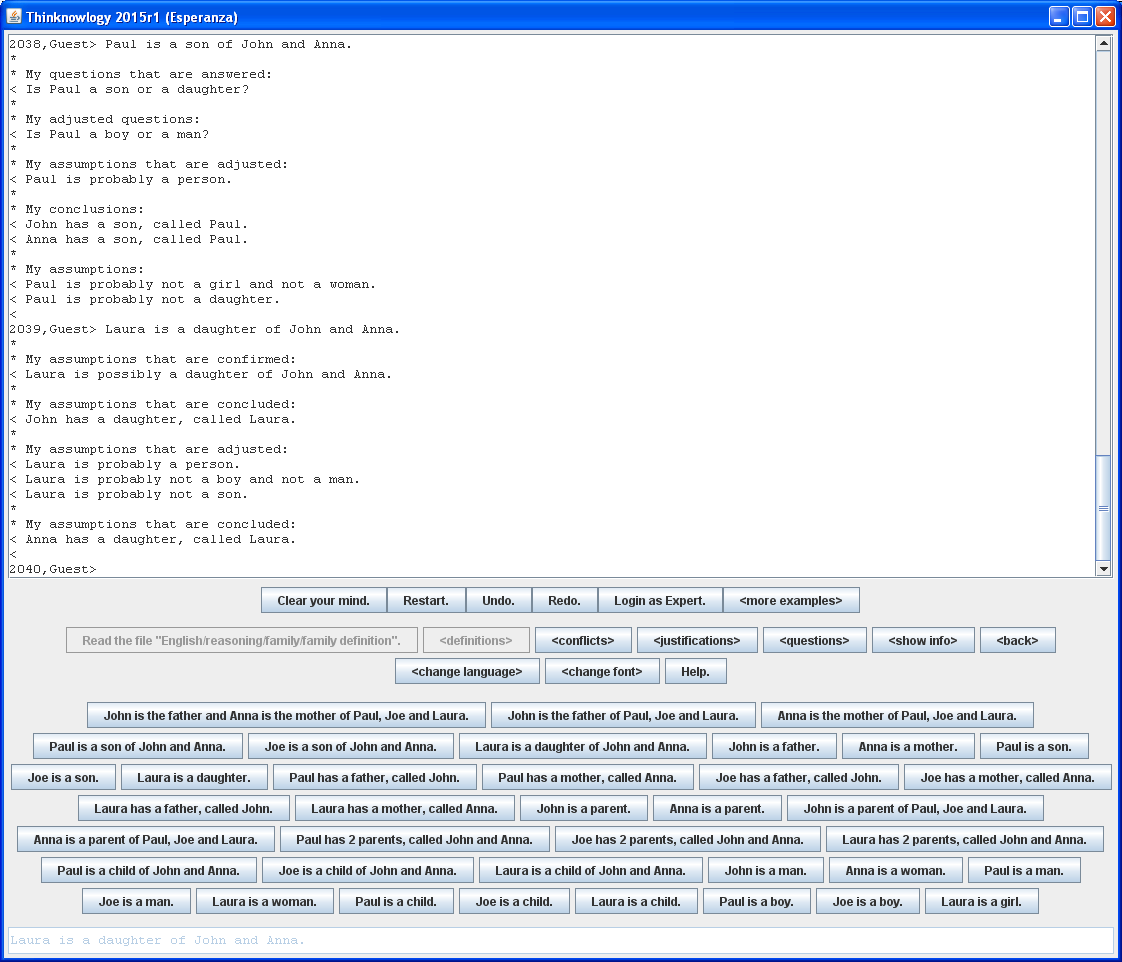 Thinknowlogy 2015r1 (Esperanza)
2038,Guest> Paul is a son of John and Anna.
*
* My questions that are answered:
< Is Paul a son or a daughter?
*
* My adjusted questions:
< Is Paul a boy or a man?
*
* My assumptions that are adjusted:
< Paul is probably a person.
*
* My conclusions:
< John has a son, called Paul.
< Anna has a son, called Paul.
*
* My assumptions:
< Paul is probably not a girl and not a woman.
< Paul is probably not a daughter.
<
2039,Guest> Laura is a daughter of John and Anna.
*
* My assumptions that are confirmed:
< Laura is possibly a daughter of John and Anna.
*
* My assumptions that are concluded:
< John has a daughter, called Laura.
*
* My assumptions that are adjusted:
< Laura is probably a person.
< Laura is probably not a boy and not a man.
< Laura is probably not a son.
*
* My assumptions that are concluded:
< Anna has a daughter, called Laura.
<
2040,Guest>
Clear your mind. Restart. Undo. Redo. Login as Expert. <more examples>
Read the file "English/reasoning/family/family definition". <definitions> <conflicts> <justifications> <questions> <show info> <back>
<change language> <change font> Help.
John is the father and Anna is the mother of Paul, Joe and Laura. John is the father of Paul, Joe and Laura. Anna is the mother of Paul, Joe and Laura.
Paul is a son of John and Anna. Joe is a son of John and Anna. Laura is a daughter of John and Anna. John is a father. Anna is a mother. Paul is a son.
Joe is a son. Laura is a daughter. Paul has a father, called John. Paul has a mother, called Anna. Joe has a father, called John. Joe has a mother, called Anna.
Laura has a father, called John. Laura has a mother, called Anna. John is a parent. Anna is a parent. John is a parent of Paul, Joe and Laura.
Anna is a parent of Paul, Joe and Laura. Paul has 2 parents, called John and Anna. Joe has 2 parents, called John and Anna. Laura has 2 parents, called John and Anna.
Paul is a child of John and Anna. Joe is a child of John and Anna. Laura is a child of John and Anna. John is a man. Anna is a woman. Paul is a man.
Joe is a man. Laura is a woman. Paul is a child. Joe is a child. Laura is a child. Paul is a boy. Joe is a boy. Laura is a girl.
Laura is a daughter of John and Anna.